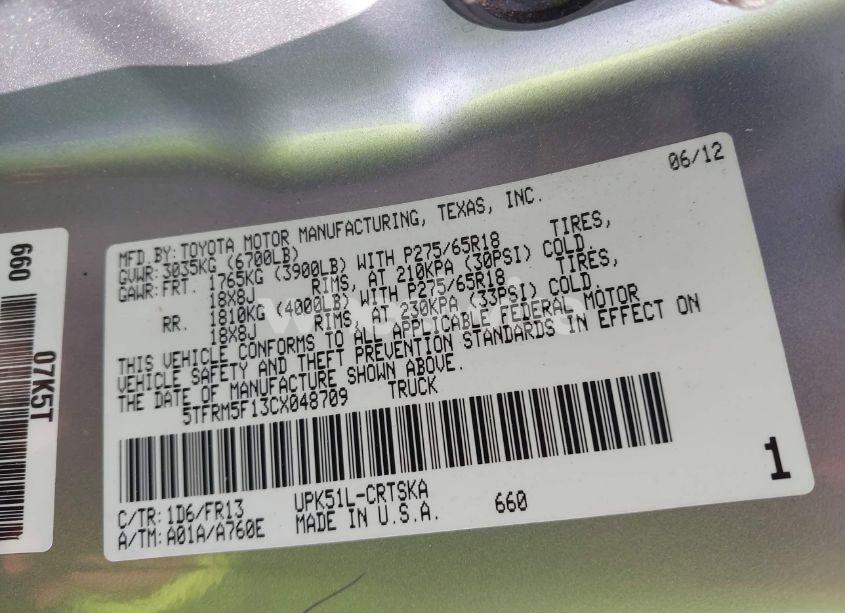 06/12
MFD.BY:TOYOTA MOTOR MANUFACTURING, TEXAS, INC.
GVWR:3035KG (6700LB)
GAWR:FRT. 1765KG (3900LB) WITH P275/65R18 TIRES,
18X8J RIMS, AT 210KPA (30PSI) COLD.
RR. 1810KG (4000LB) WITH P275/65R18 TIRES,
18X8J RIMS, AT 230KPA (33PSI) COLD.
THIS VEHICLE CONFORMS TO ALL APPLICABLE FEDERAL MOTOR
VEHICLE SAFETY AND THEFT PREVENTION STANDARDS IN EFFECT ON
THE DATE OF MANUFACTURE SHOWN ABOVE.
5TFRM5F13CX048709 TRUCK
C/TR:1D6/FR13 UPK51L-CRTSKA 660
A/TM:A01A/A760E MADE IN U.S.A.
1
660
07K5T